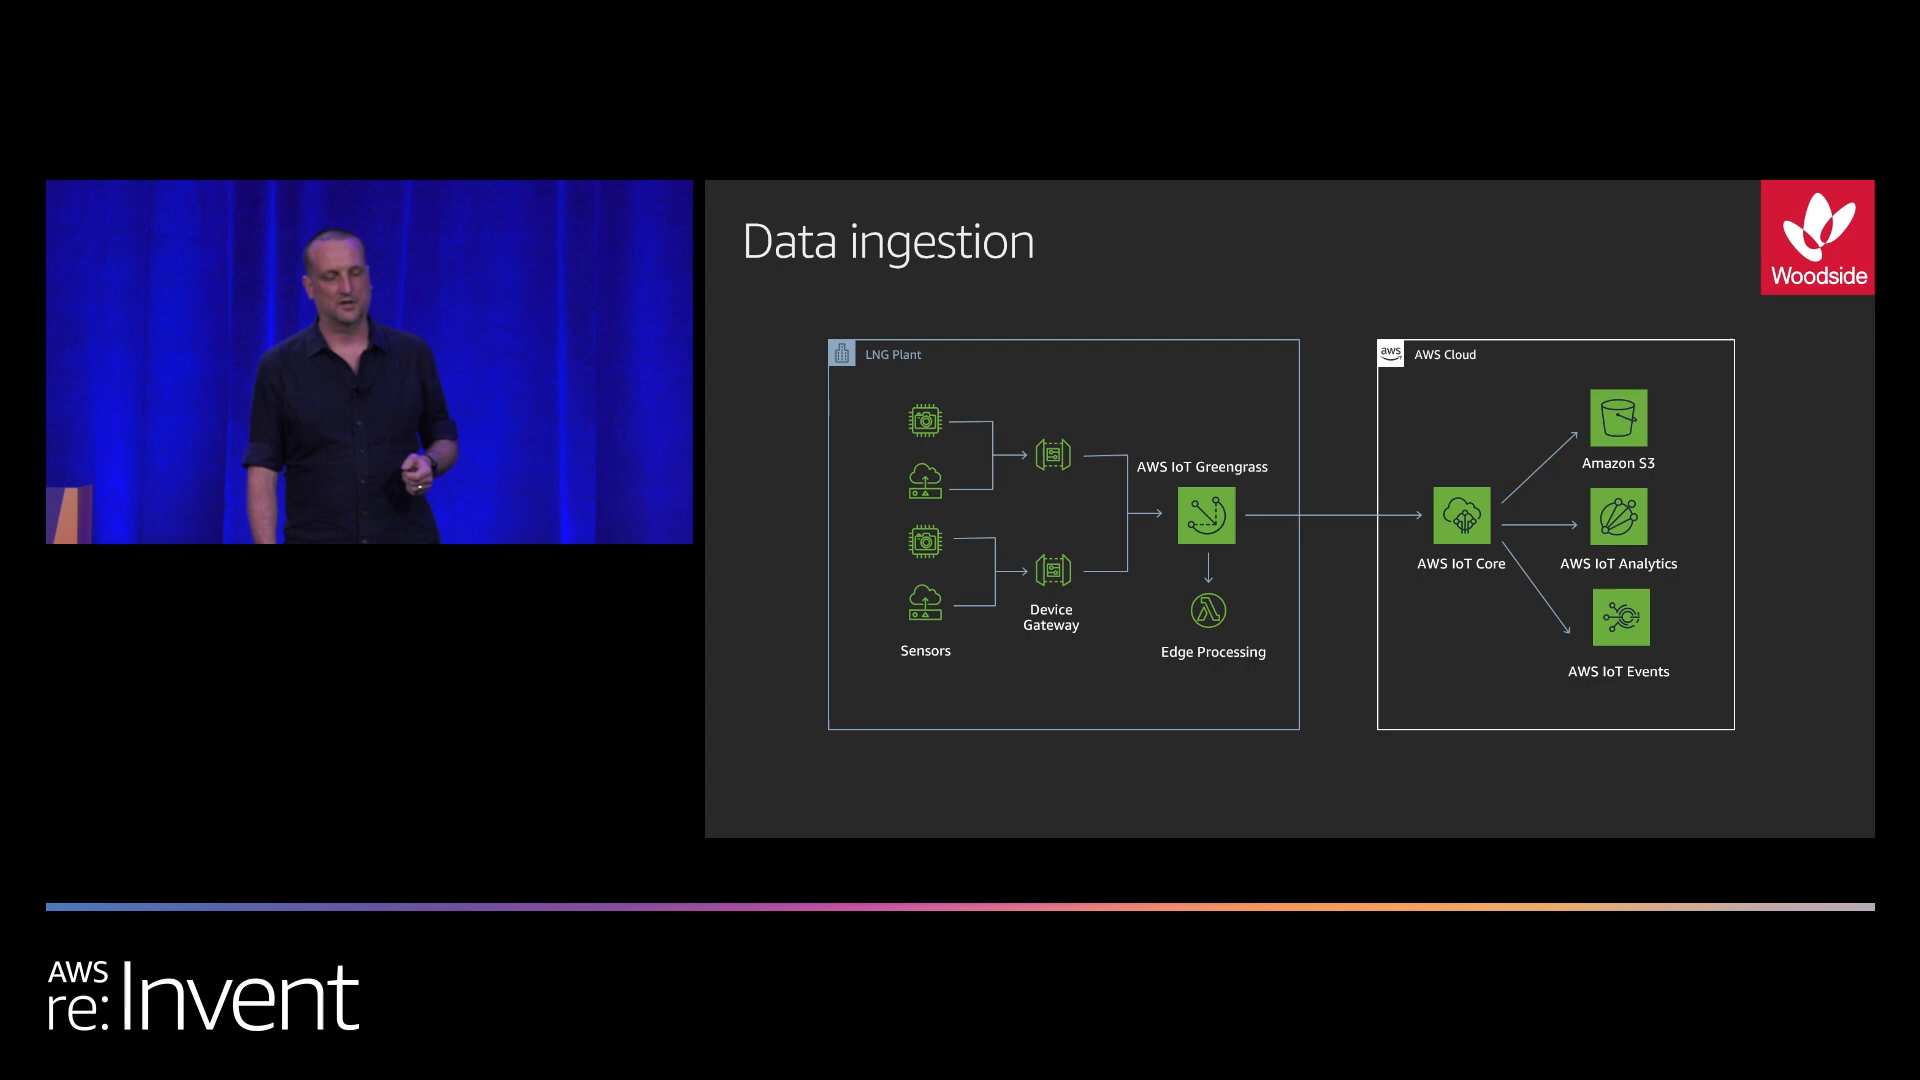 Data ingestion
Woodside
LNG Plant
Sensors
Device
Gateway
AWS IoT Greengrass
Edge Processing
aws
AWS Cloud
AWS IoT Core
Amazon S3
AWS IoT Analytics
AWS IoT Events
AWS
re:Invent